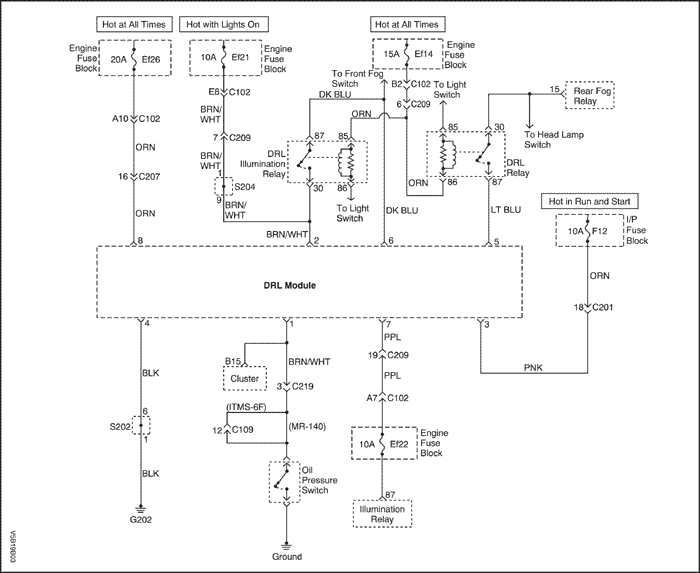 Hot at All Times
Hot with Lights On
Hot at All Times
Engine
Fuse
Block
20A
Ef26
10A
Ef21
Engine
Fuse
Block
15A
Ef14
Engine
Fuse
Block
To Front Fog
Switch
To Light
Switch
15
Rear Fog
Relay
A10
C102
ORN
16
C207
ORN
8
E8
C102
BRN/
WHT
7
C209
BRN/
WHT
1
S204
9
BRN/
WHT
BRN/WHT
2
DK BLU
87
85
DRL
Illumination
Relay
30
86
To Light
Switch
B2
C102
6
C209
ORN
ORN
DK BLU
6
85
30
To Head Lamp
Switch
DRL
Relay
86
87
LT BLU
5
Hot in Run and Start
10A
F12
I/P
Fuse
Block
ORN
18
C201
PNK
DRL Module
4
1
7
3
BLK
6
S202
1
BLK
G202
B15
Cluster
BRN/WHT
3
C219
(ITMS-6F)
12
C109
(MR-140)
Oil
Pressure
Switch
Ground
PPL
19
C209
PPL
A7
C102
10A
Ef22
Engine
Fuse
Block
87
Illumination
Relay
V5B19B03